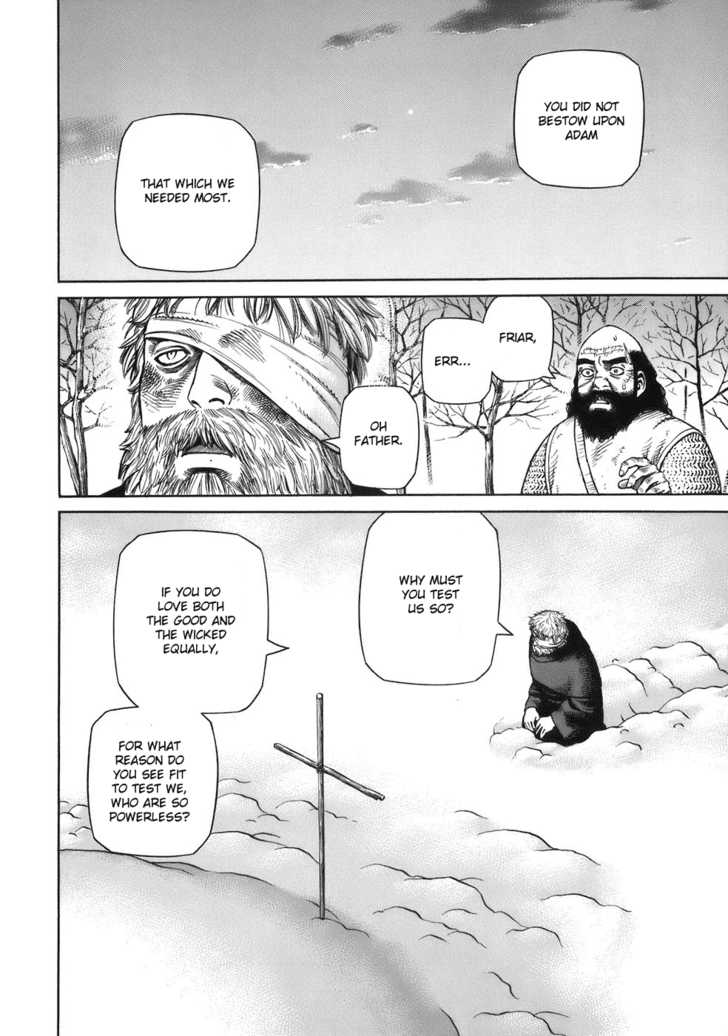 YOU DID NOT
BESTOW UPON
ADAM
THAT WHICH WE
NEEDED MOST.
FRIAR,
ERR...
OH
FATHER.
WHY MUST
YOU TEST
US SO?
IF YOU DO
LOVE BOTH
THE GOOD AND
THE WICKED
EQUALLY,
FOR WHAT
REASON DO
YOU SEE FIT
TO TEST WE,
WHO ARE SO
POWERLESS?